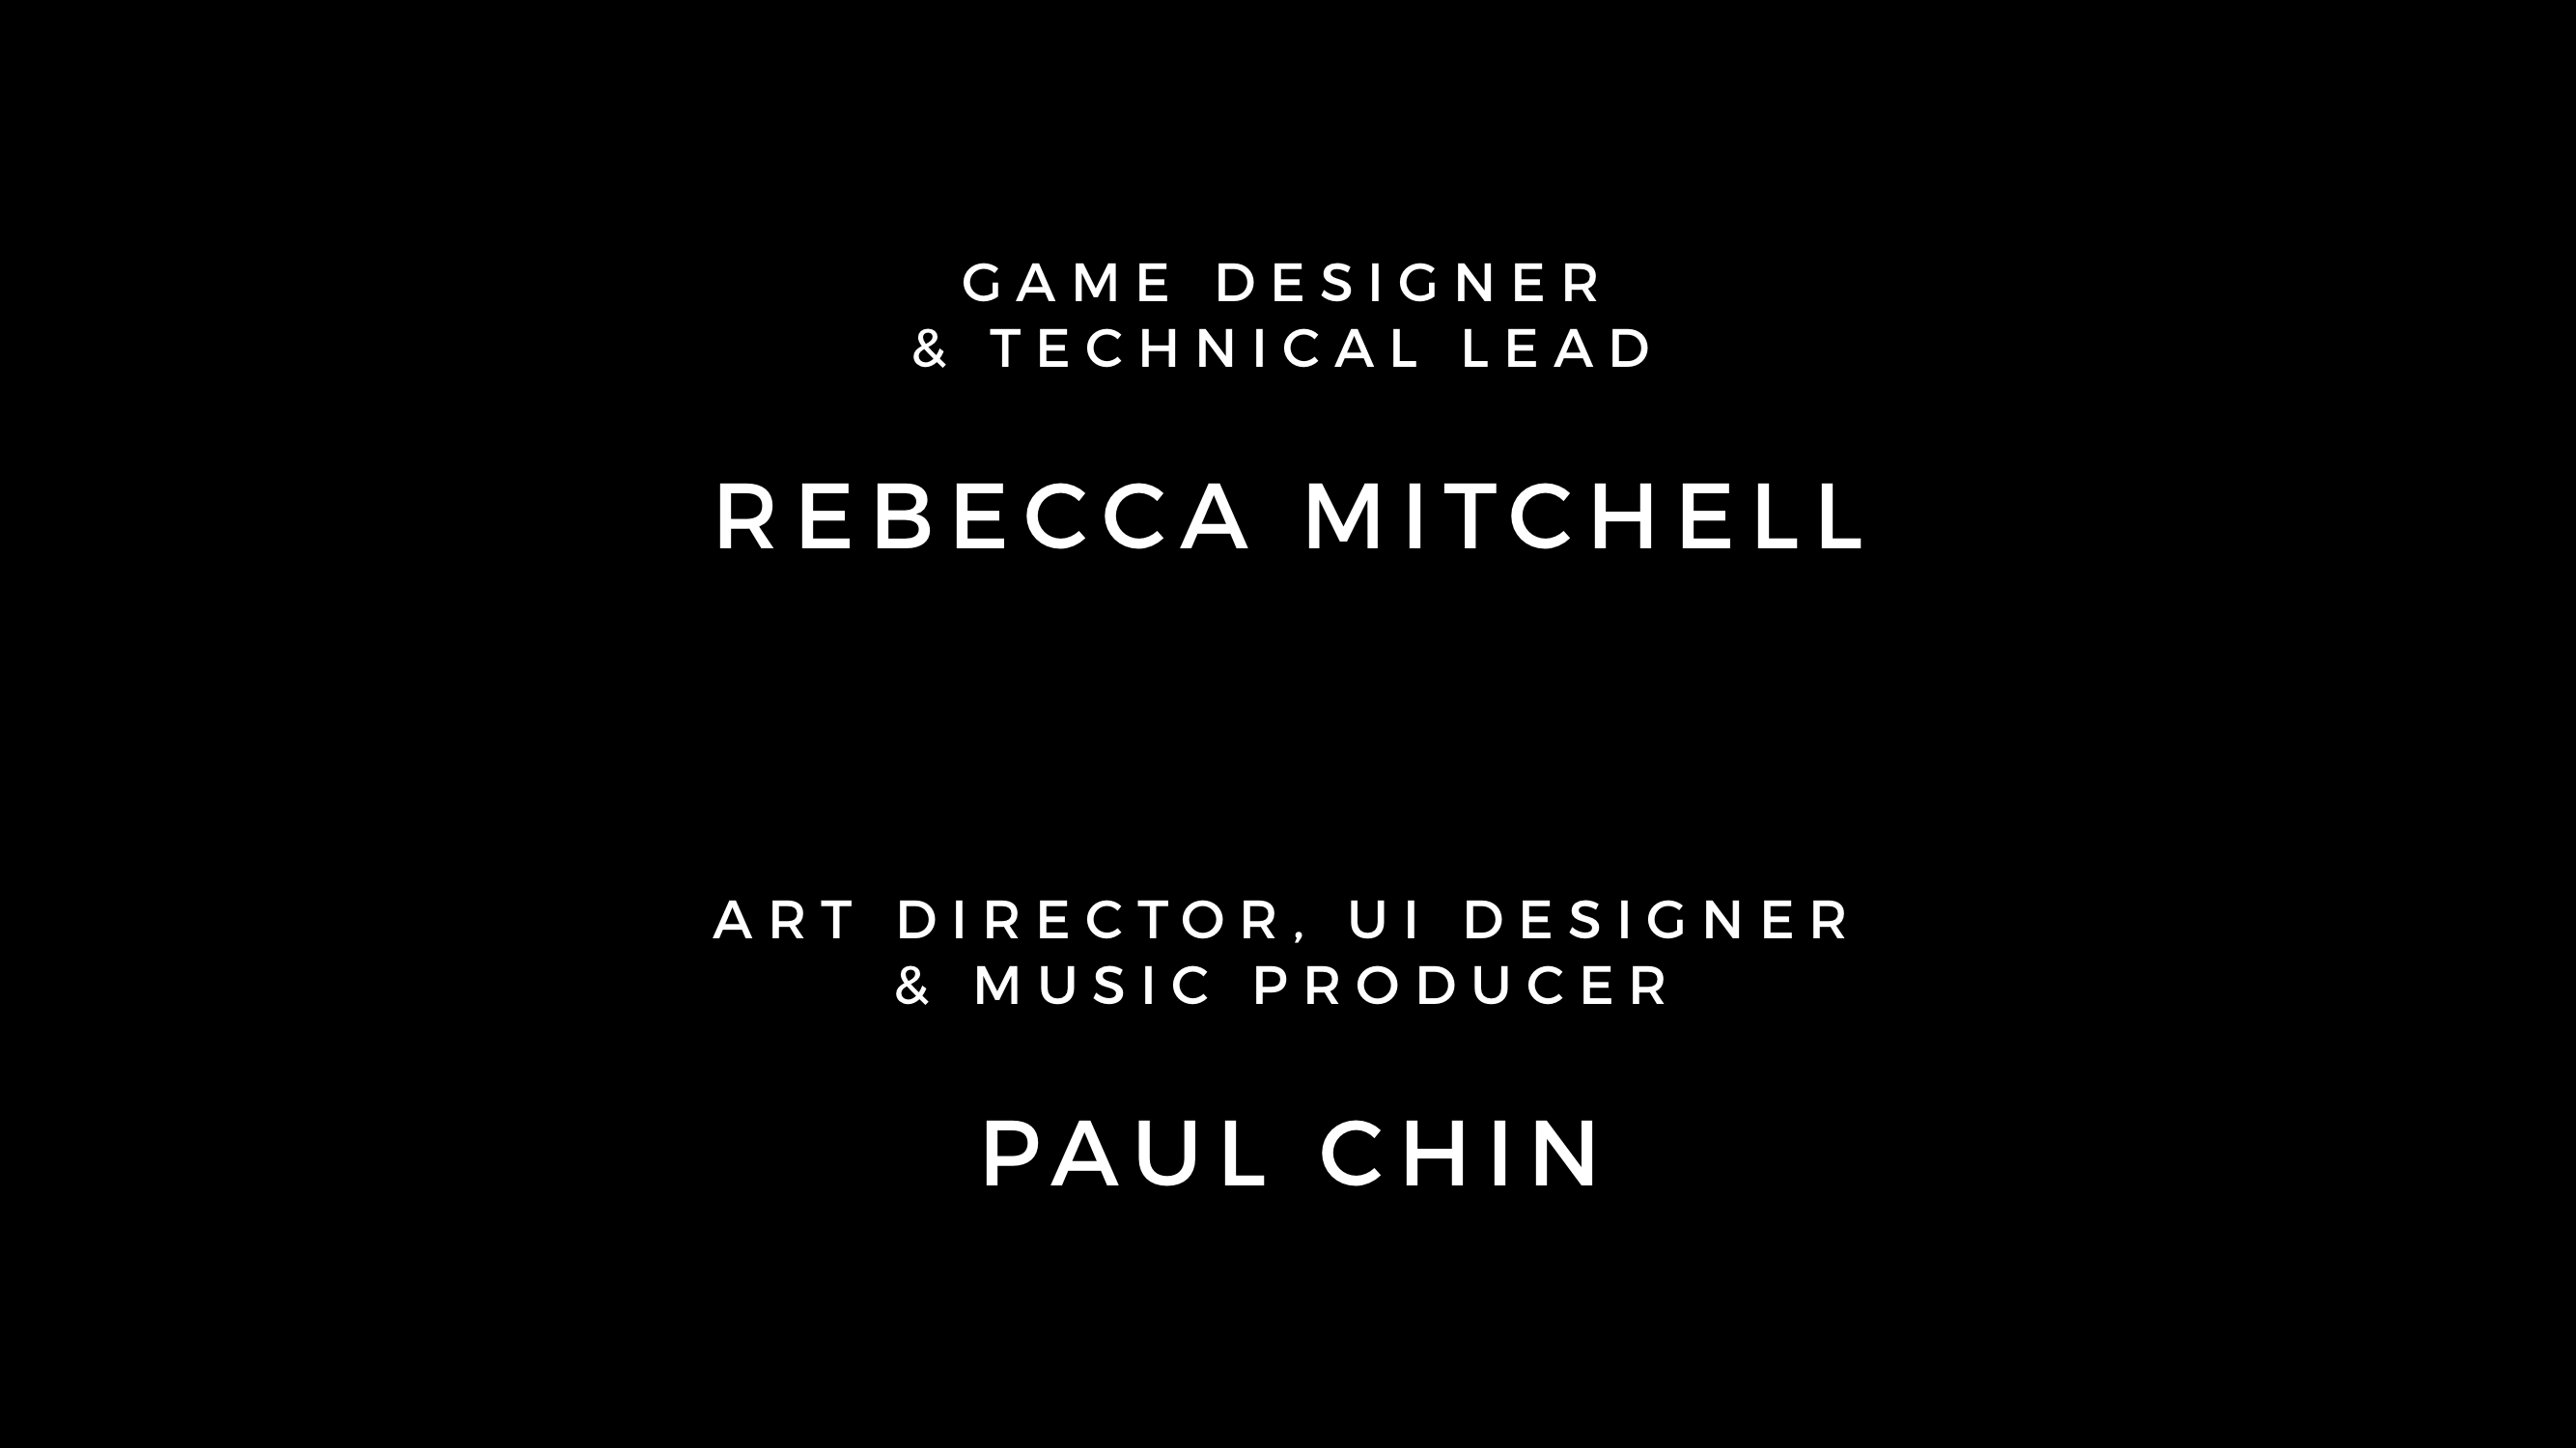 GAME DESIGNER
& TECHNICAL LEAD
REBECCA MITCHELL
ART DIRECTOR, UI DESIGNER
& MUSIC PRODUCER
PAUL CHIN